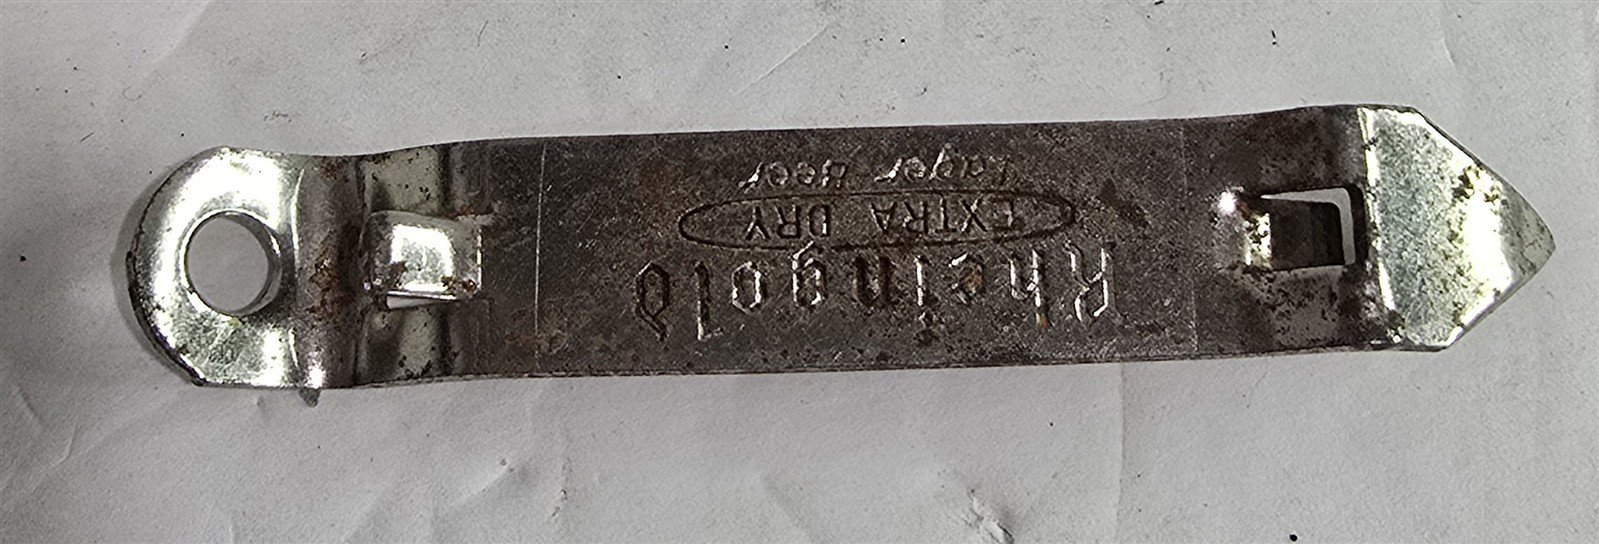 Rheingold
EXTRA DRY
Lager Beer